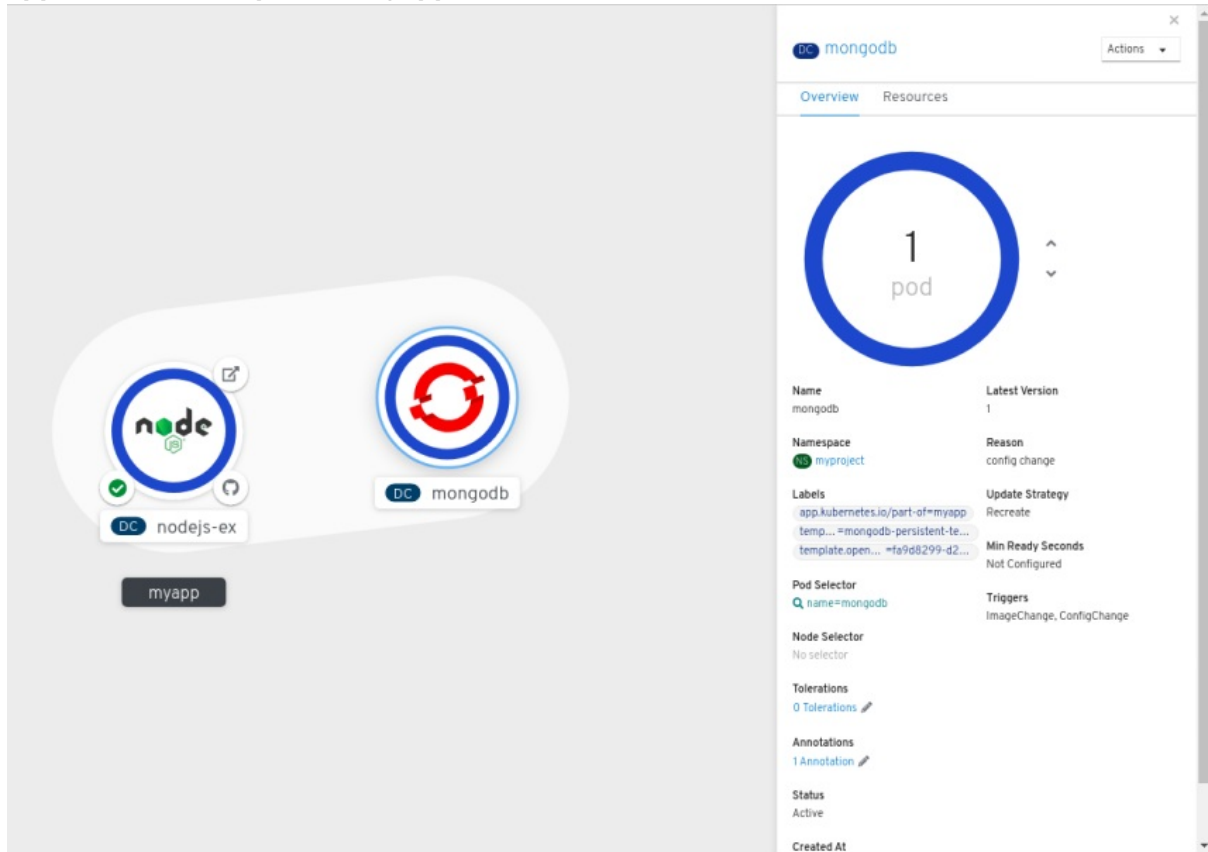 DC mongodb
Actions
Overview Resources
1
pod
node
JS
DC nodejs-ex
DC mongodb
myapp
Name
mongodb
Latest Version
1
Namespace
NS myproject
Reason
config change
Labels
app.kubernetes.io/part-of=myapp
temp... =mongodb-persistent-te...
template.open... =fa9d8299-d2...
Update Strategy
Recreate
Min Ready Seconds
Not Configured
Pod Selector
name=mongodb
Triggers
ImageChange, ConfigChange
Node Selector
No selector
Tolerations
0 Tolerations
Annotations
1 Annotation
Status
Active
Created At